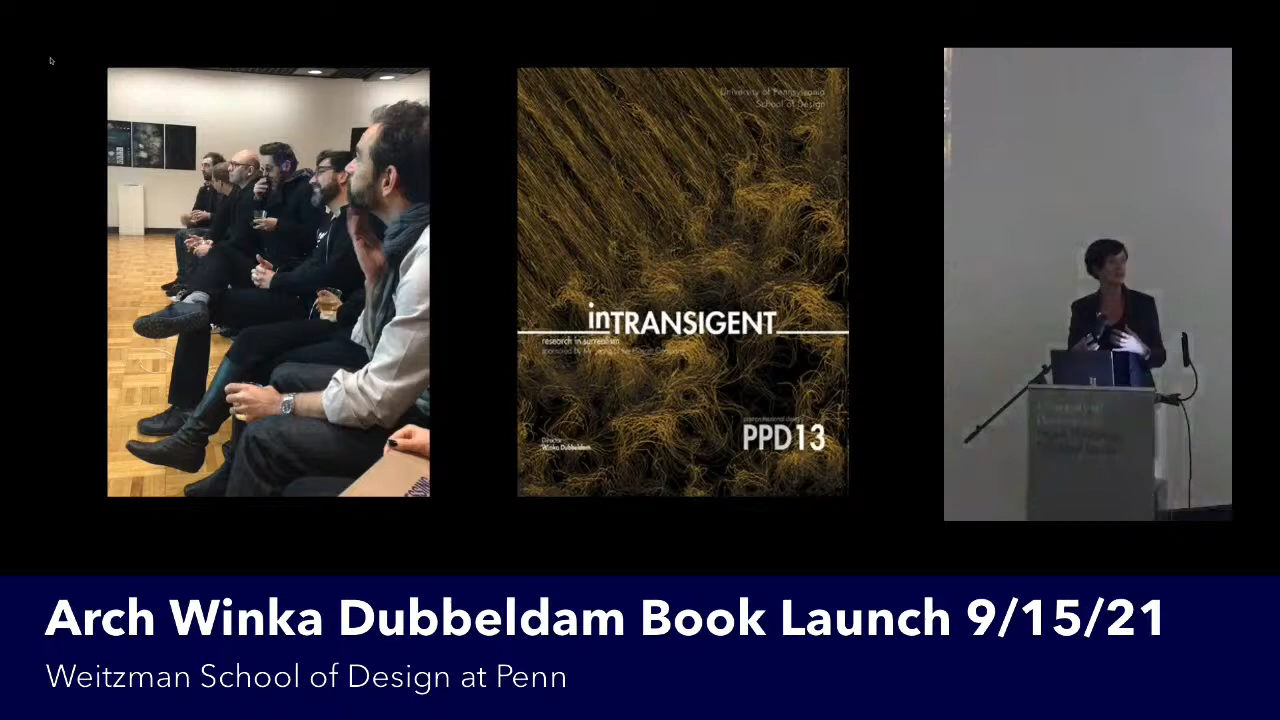 University of Pennsylvania
School of Design
inTRANSIGENT
research in surrealism
Director
Winka Dubbeldam
PPD13
Arch Winka Dubbeldam Book Launch 9/15/21
Weitzman School of Design at Penn